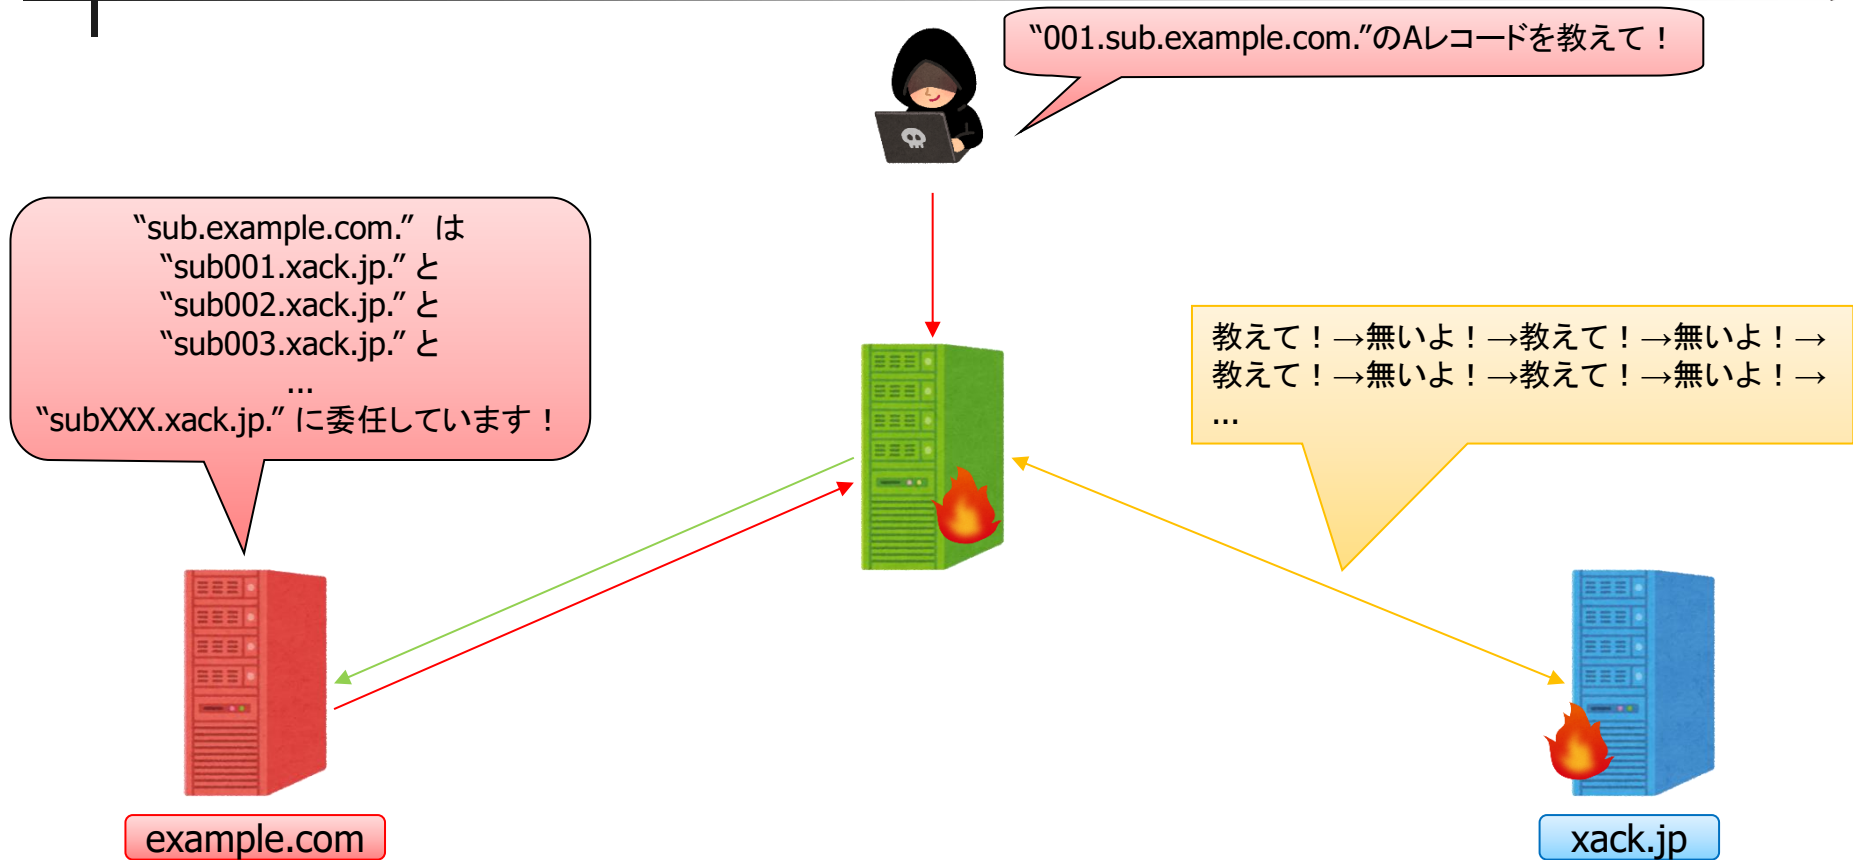 “001.sub.example.com.”のAレコードを教えて！
“sub.example.com.” は
“sub001.xack.jp.” と
“sub002.xack.jp.” と
“sub003.xack.jp.” と
...
“subXXX.xack.jp.” に委任しています！
教えて！→無いよ！→教えて！→無いよ！→
教えて！→無いよ！→教えて！→無いよ！→
...
example.com
xack.jp